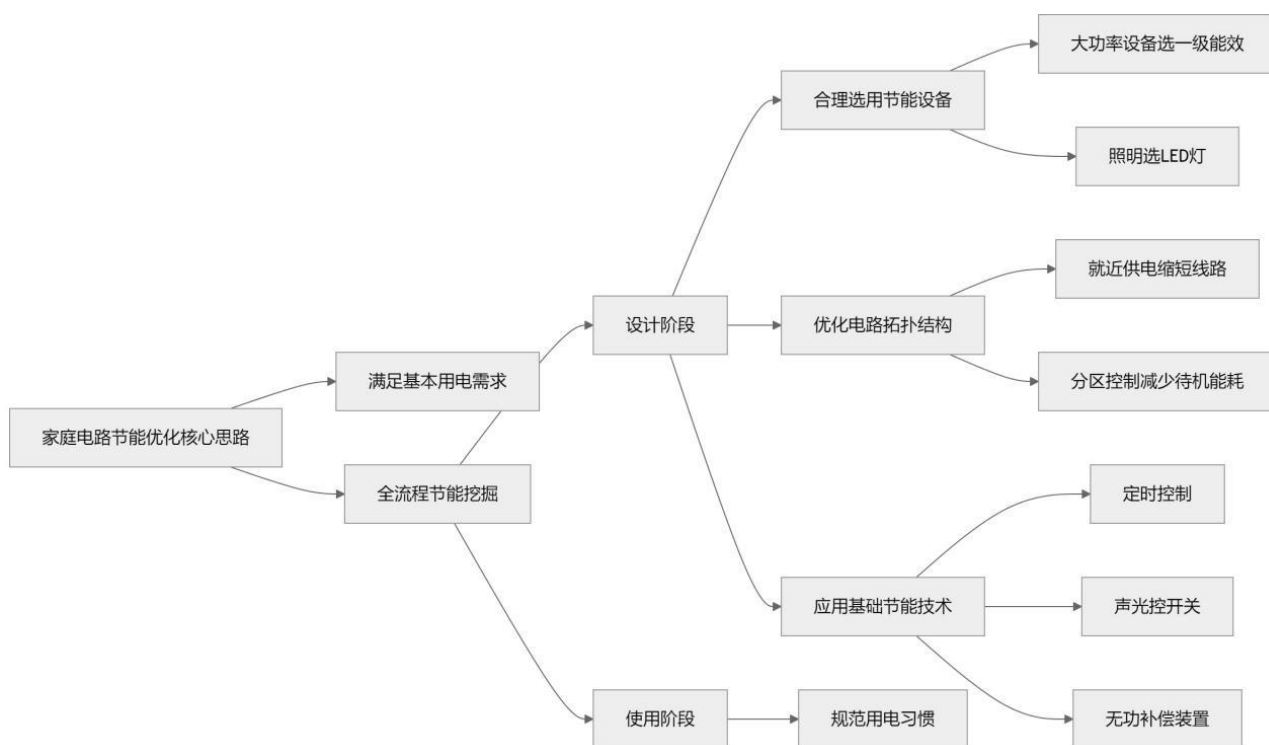 家庭电路节能优化核心思路
满足基本用电需求
全流程节能挖掘
设计阶段
使用阶段
合理选用节能设备
优化电路拓扑结构
应用基础节能技术
规范用电习惯
大功率设备选一级能效
照明选LED灯
就近供电缩短线路
分区控制减少待机能耗
定时控制
声光控开关
无功补偿装置